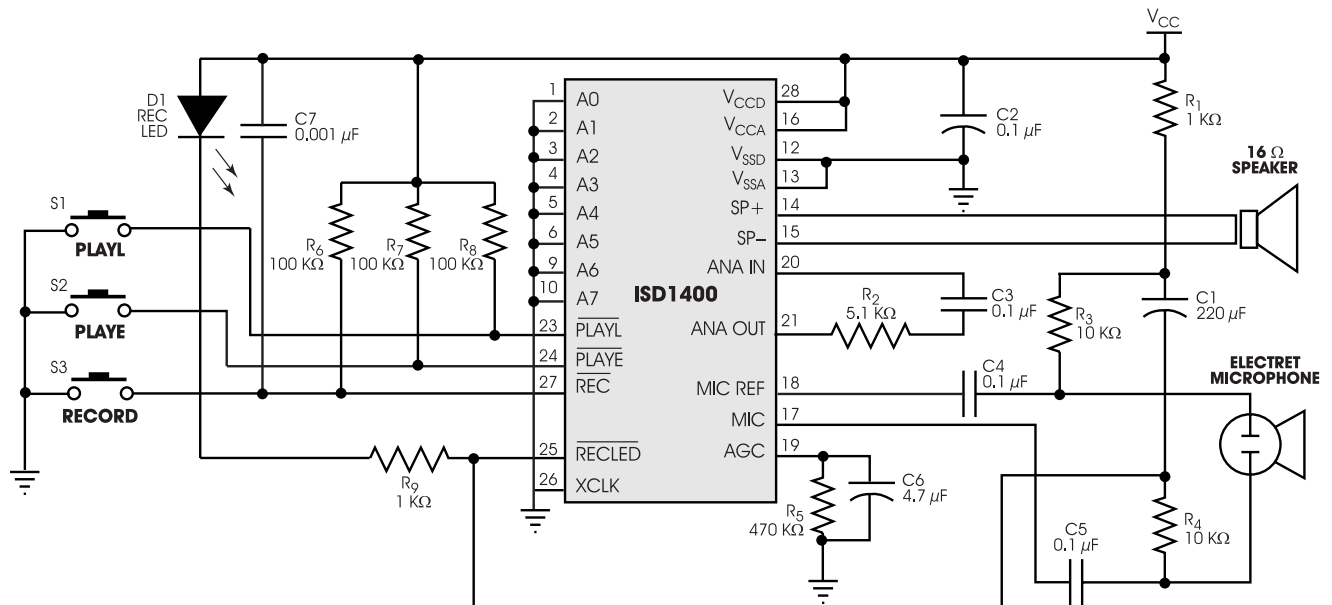 VCC
D1
REC
LED
C7
0.001 µF
S1
PLAYL
S2
PLAYE
S3
RECORD
R6
100 KΩ
R7
100 KΩ
R8
100 KΩ
R9
1 KΩ
1 A0
2 A1
3 A2
4 A3
5 A4
6 A5
9 A6
10 A7
23 PLAYL
24 PLAYE
27 REC
25 RECLED
26 XCLK
ISD1400
VCCD 28
VCCA 16
VSSD 12
VSSA 13
SP+ 14
SP– 15
ANA IN 20
ANA OUT 21
MIC REF 18
MIC 17
AGC 19
C2
0.1 µF
R1
1 KΩ
16 Ω
SPEAKER
R2
5.1 KΩ
C3
0.1 µF
R3
10 KΩ
C1
220 µF
C4
0.1 µF
ELECTRET
MICROPHONE
R5
470 KΩ
C6
4.7 µF
C5
0.1 µF
R4
10 KΩ